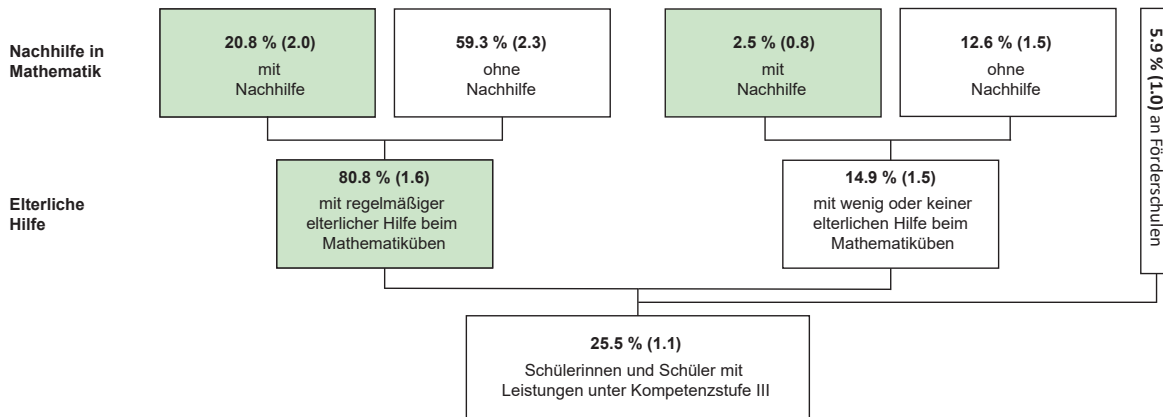 Nachhilfe in
Mathematik
20.8 % (2.0)
mit
Nachhilfe
59.3 % (2.3)
ohne
Nachhilfe
2.5 % (0.8)
mit
Nachhilfe
12.6 % (1.5)
ohne
Nachhilfe
5.9 % (1.0) an Förderschulen
Elterliche
Hilfe
80.8 % (1.6)
mit regelmäßiger
elterlicher Hilfe beim
Mathematiküben
14.9 % (1.5)
mit wenig oder keiner
elterlichen Hilfe beim
Mathematiküben
25.5 % (1.1)
Schülerinnen und Schüler mit
Leistungen unter Kompetenzstufe III